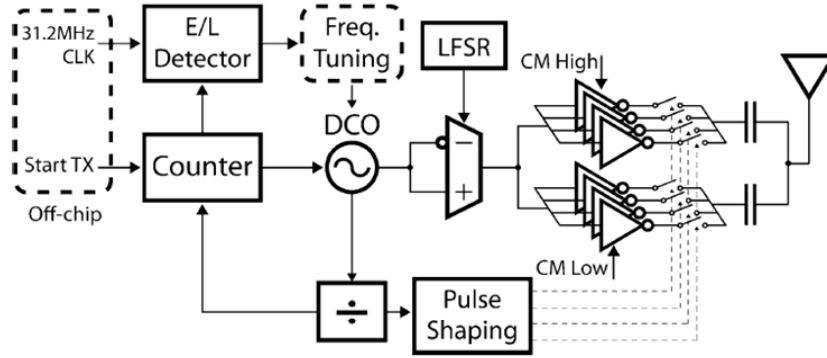 31.2MHz
CLK
E/L
Detector
Freq.
Tuning
LFSR
CM High
DCO
Start TX
Counter
−
+
Off-chip
CM Low
÷
Pulse
Shaping